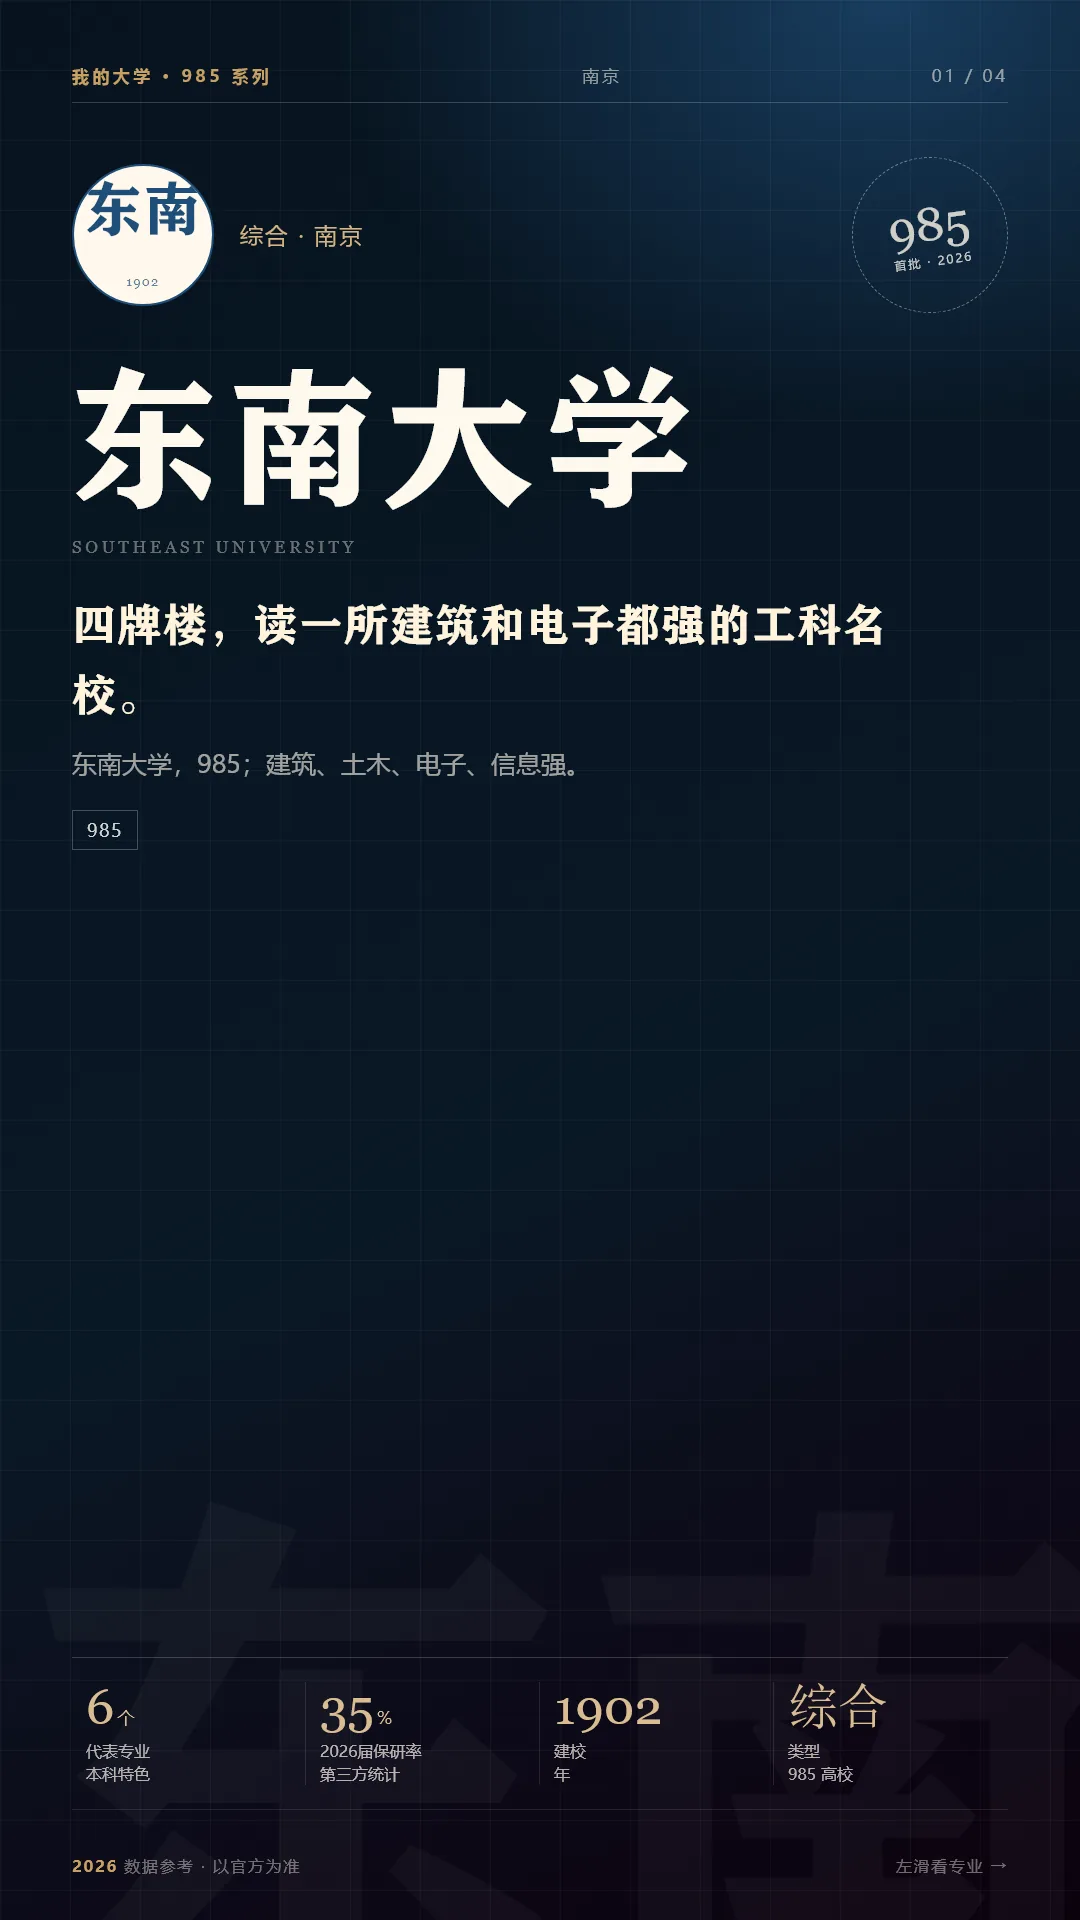 我的大学 · 985 系列
南京
01 / 04
东南
1902
综合 · 南京
985
首批 · 2026
东南大学
SOUTHEAST UNIVERSITY
四牌楼，读一所建筑和电子都强的工科名
校。
东南大学，985；建筑、土木、电子、信息强。
985
东南
6个
代表专业
本科特色
35%
2026届保研率
第三方统计
1902
建校
年
综合
类型
985 高校
2026 数据参考 · 以官方为准
左滑看专业 →